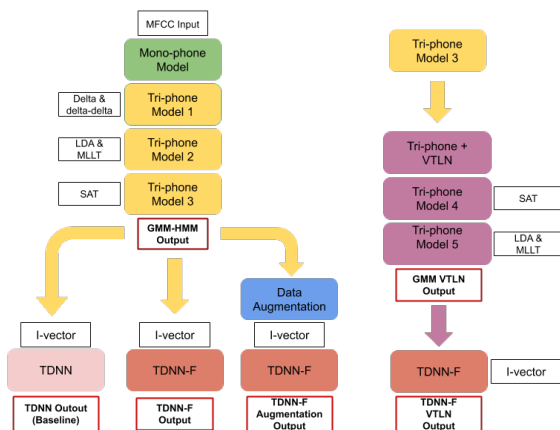 MFCC Input
Mono-phone
Model
Delta &
delta-delta
Tri-phone
Model 1
LDA &
MLLT
Tri-phone
Model 2
SAT
Tri-phone
Model 3
GMM-HMM
Output
Data
Augmentation
I-vector
I-vector
I-vector
TDNN
TDNN-F
TDNN-F
TDNN Outout
(Baseline)
TDNN-F
Output
TDNN-F
Augmentation
Output
Tri-phone
Model 3
Tri-phone +
VTLN
Tri-phone
Model 4
SAT
Tri-phone
Model 5
LDA &
MLLT
GMM VTLN
Output
TDNN-F
I-vector
TDNN-F
VTLN Output